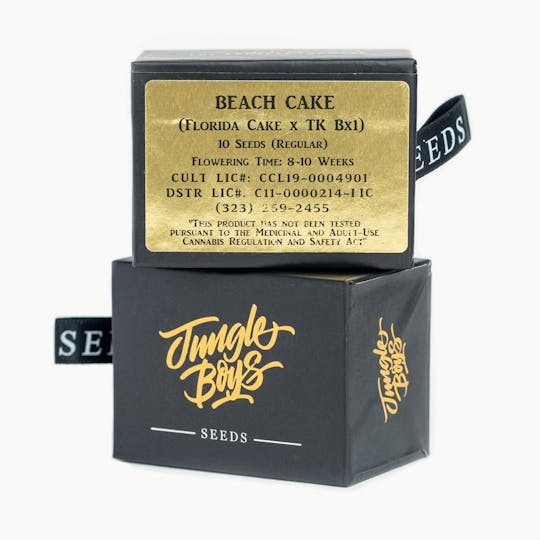 BEACH CAKE
(FLORIDA CAKE X TK BX1)
10 SEEDS (REGULAR)
FLOWERING TIME: 8-10 WEEKS
CULT LIC#: CCL19-0004901
DSTR LIC#. C11-0000214-LIC
(323) 259-2455
"THIS PRODUCT HAS NOT BEEN TESTED
PURSUANT TO THE MEDICINAL AND ADULT-USE
CANNABIS REGULATION AND SAFETY ACT"
EEDS
SE
Jungle
Boys
SEEDS
Jungle
Boys